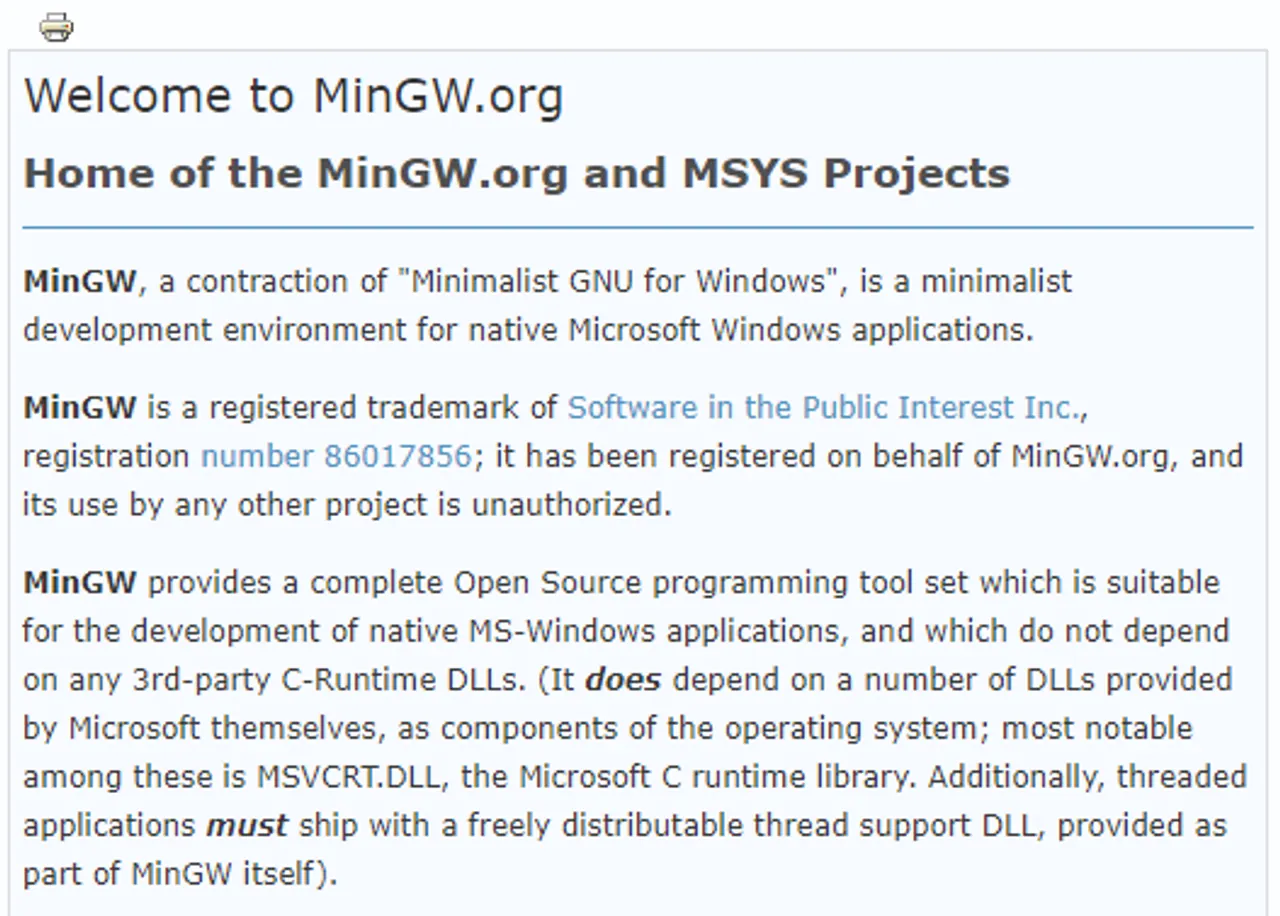 Welcome to MinGW.org
Home of the MinGW.org and MSYS Projects
MinGW, a contraction of "Minimalist GNU for Windows", is a minimalist
development environment for native Microsoft Windows applications.
MinGW is a registered trademark of Software in the Public Interest Inc.,
registration number 86017856; it has been registered on behalf of MinGW.org, and
its use by any other project is unauthorized.
MinGW provides a complete Open Source programming tool set which is suitable
for the development of native MS-Windows applications, and which do not depend
on any 3rd-party C-Runtime DLLs. (It does depend on a number of DLLs provided
by Microsoft themselves, as components of the operating system; most notable
among these is MSVCRT.DLL, the Microsoft C runtime library. Additionally, threaded
applications must ship with a freely distributable thread support DLL, provided as
part of MinGW itself).